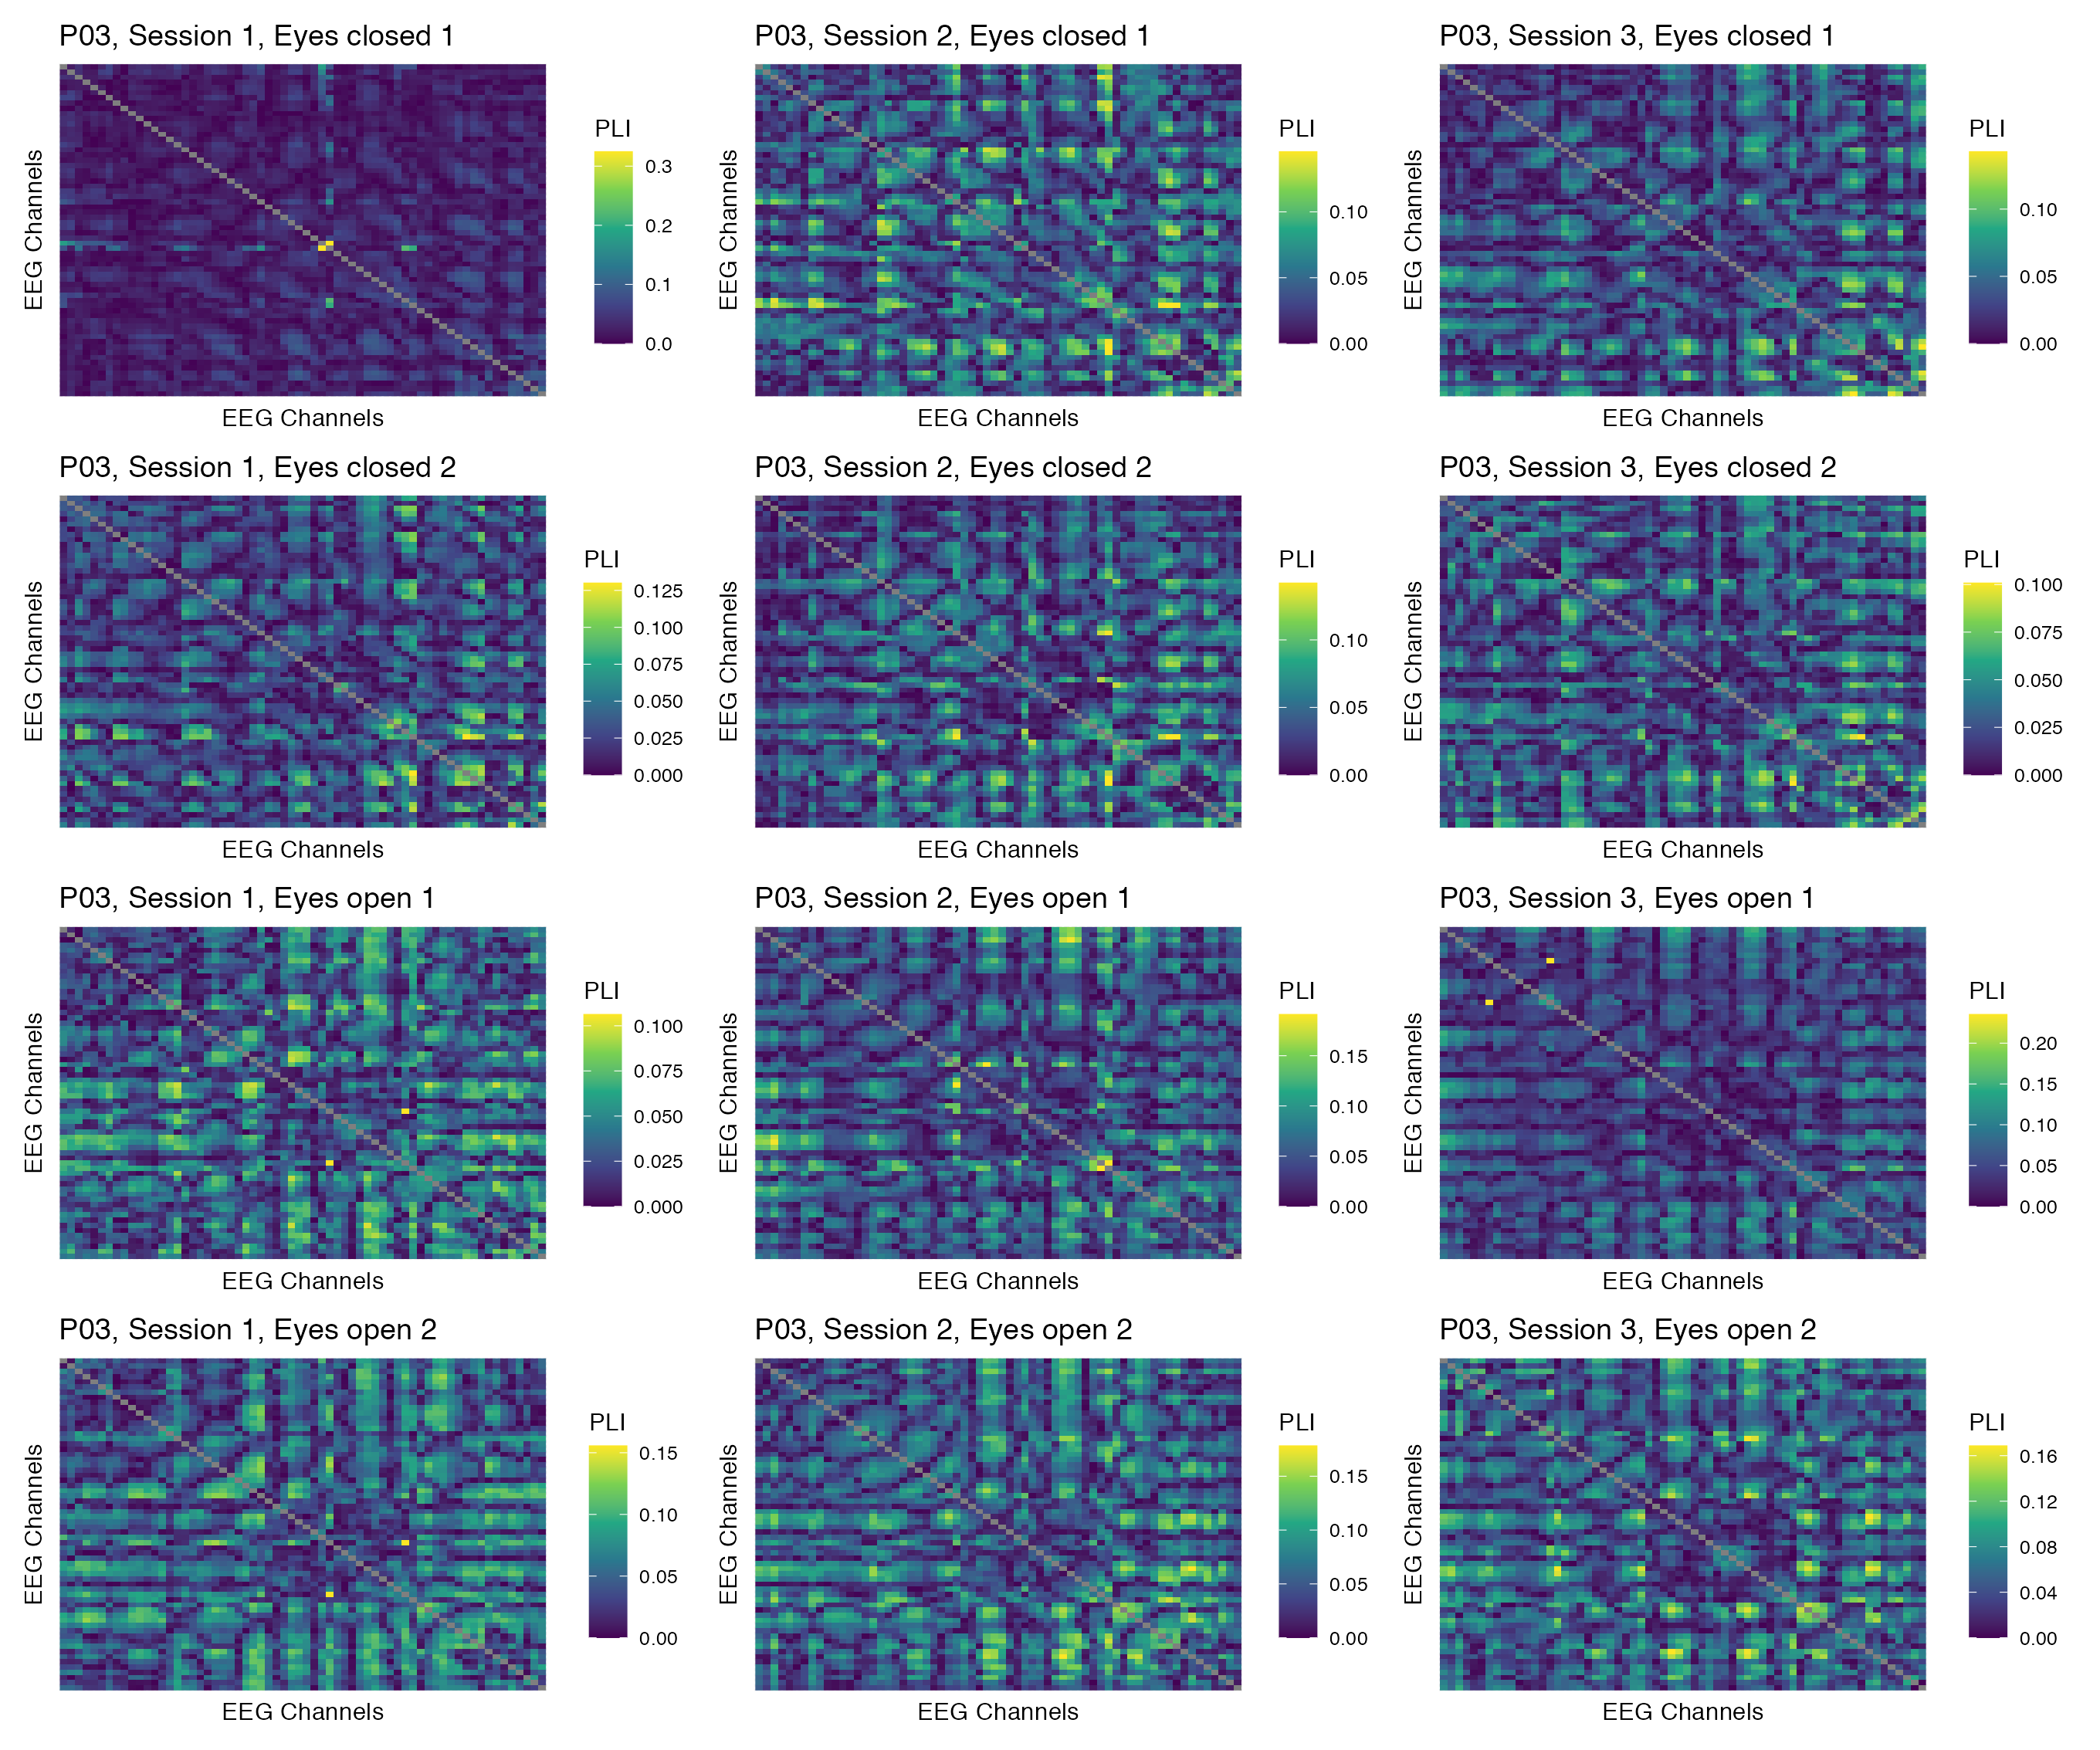 P03, Session 1, Eyes closed 1
EEG Channels
EEG Channels
PLI
0.3
0.2
0.1
0.0
P03, Session 2, Eyes closed 1
EEG Channels
EEG Channels
PLI
0.10
0.05
0.00
P03, Session 3, Eyes closed 1
EEG Channels
EEG Channels
PLI
0.10
0.05
0.00
P03, Session 1, Eyes closed 2
EEG Channels
EEG Channels
PLI
0.125
0.100
0.075
0.050
0.025
0.000
P03, Session 2, Eyes closed 2
EEG Channels
EEG Channels
PLI
0.10
0.05
0.00
P03, Session 3, Eyes closed 2
EEG Channels
EEG Channels
PLI
0.100
0.075
0.050
0.025
0.000
P03, Session 1, Eyes open 1
EEG Channels
EEG Channels
PLI
0.100
0.075
0.050
0.025
0.000
P03, Session 2, Eyes open 1
EEG Channels
EEG Channels
PLI
0.15
0.10
0.05
0.00
P03, Session 3, Eyes open 1
EEG Channels
EEG Channels
PLI
0.20
0.15
0.10
0.05
0.00
P03, Session 1, Eyes open 2
EEG Channels
EEG Channels
PLI
0.15
0.10
0.05
0.00
P03, Session 2, Eyes open 2
EEG Channels
EEG Channels
PLI
0.15
0.10
0.05
0.00
P03, Session 3, Eyes open 2
EEG Channels
EEG Channels
PLI
0.16
0.12
0.08
0.04
0.00